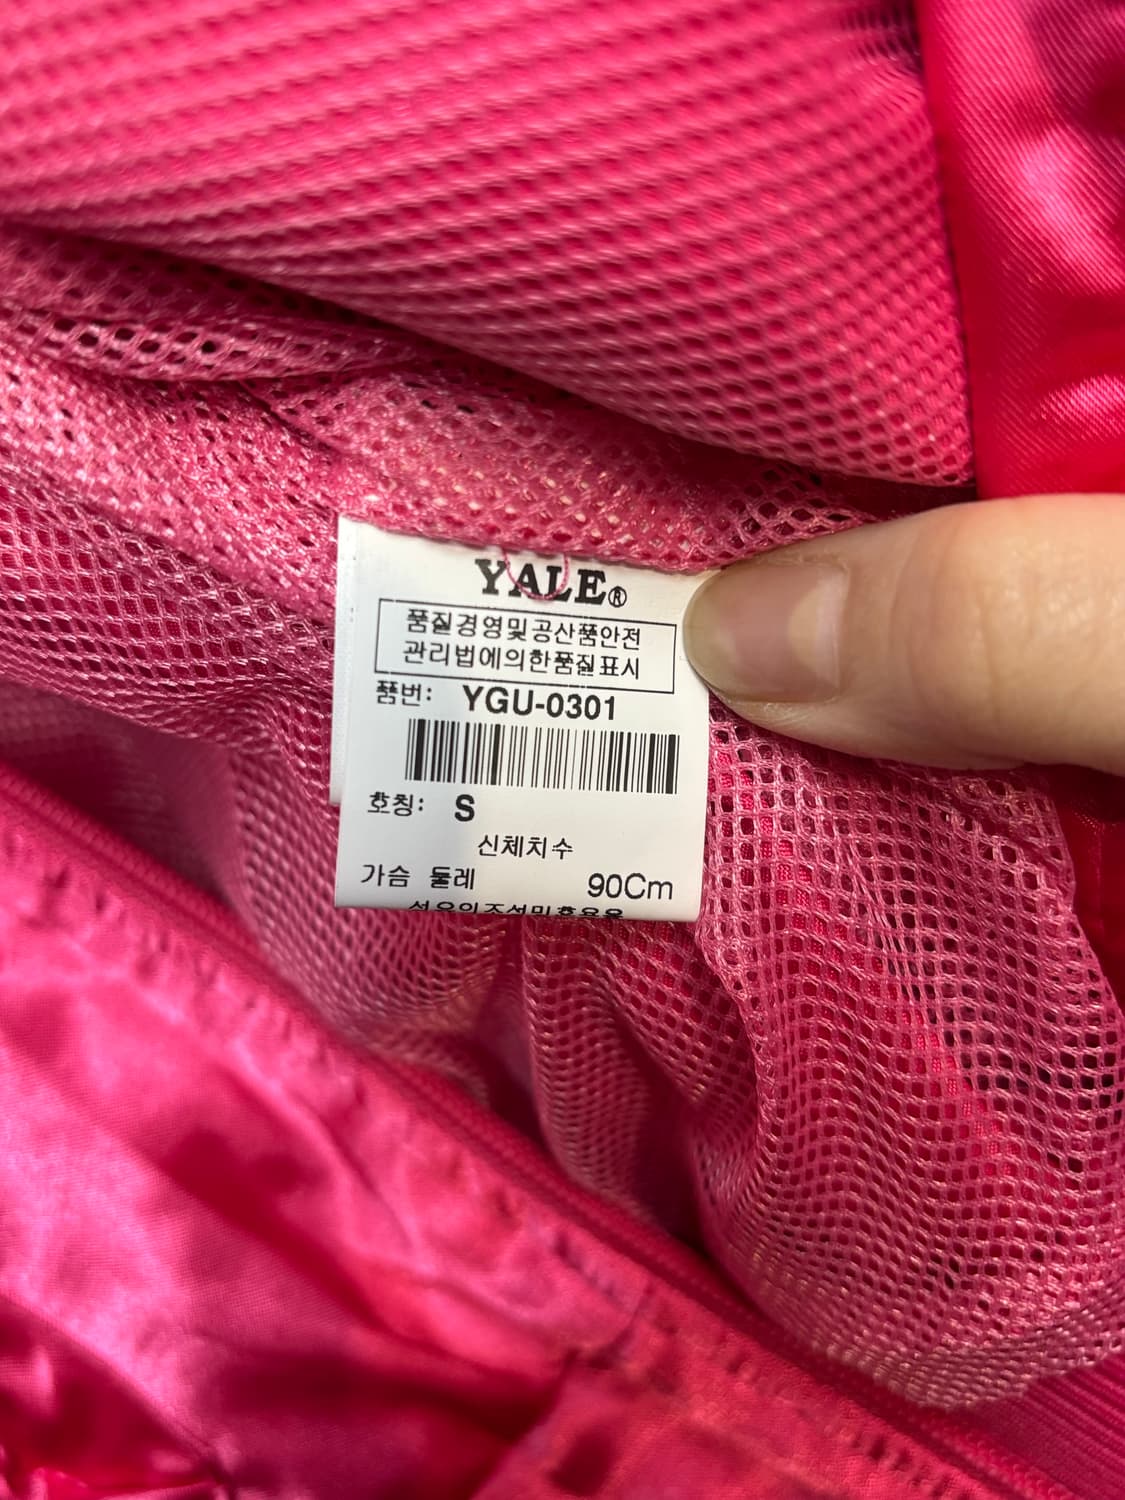 YALE®
품질경영및공산품안전
관리법에의한품질표시
품번: YGU-0301
호칭: S
신체치수
가슴 둘레 90Cm